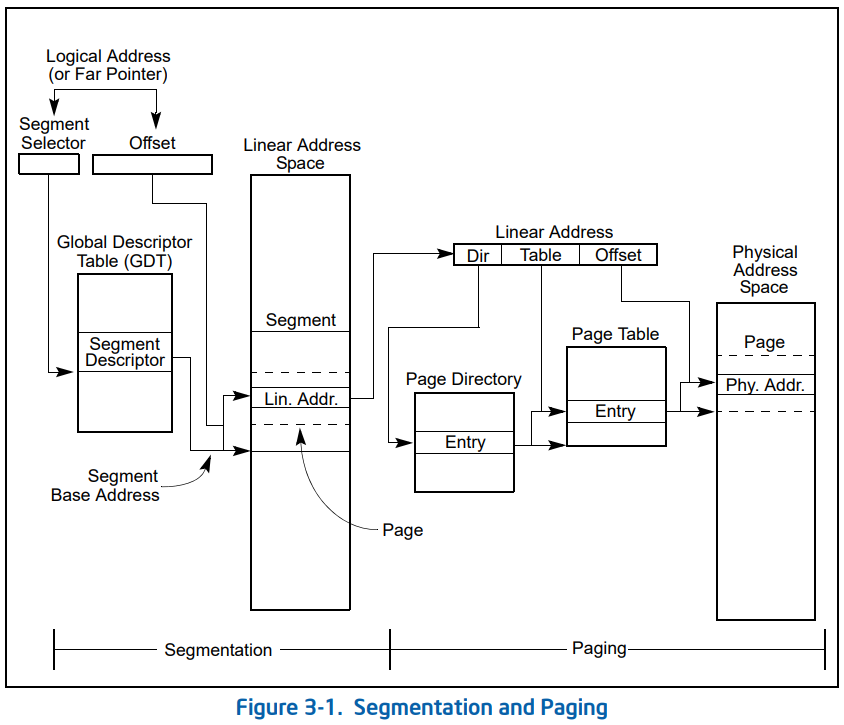 Logical Address
(or Far Pointer)
Segment
Selector
Offset
Linear Address
Space
Global Descriptor
Table (GDT)
Segment
Descriptor
Segment
Lin. Addr.
Segment
Base Address
Page
Linear Address
Dir
Table
Offset
Page Directory
Entry
Page Table
Entry
Physical
Address
Space
Page
Phy. Addr.
Segmentation
Paging
Figure 3-1. Segmentation and Paging